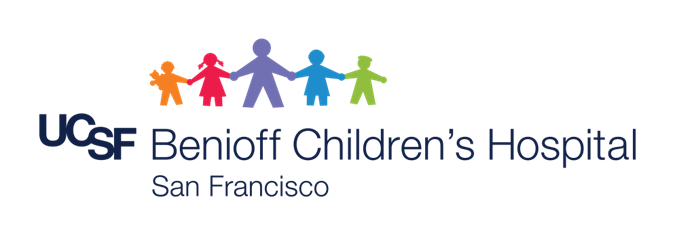 UCSF Benioff Children's Hospital
San Francisco